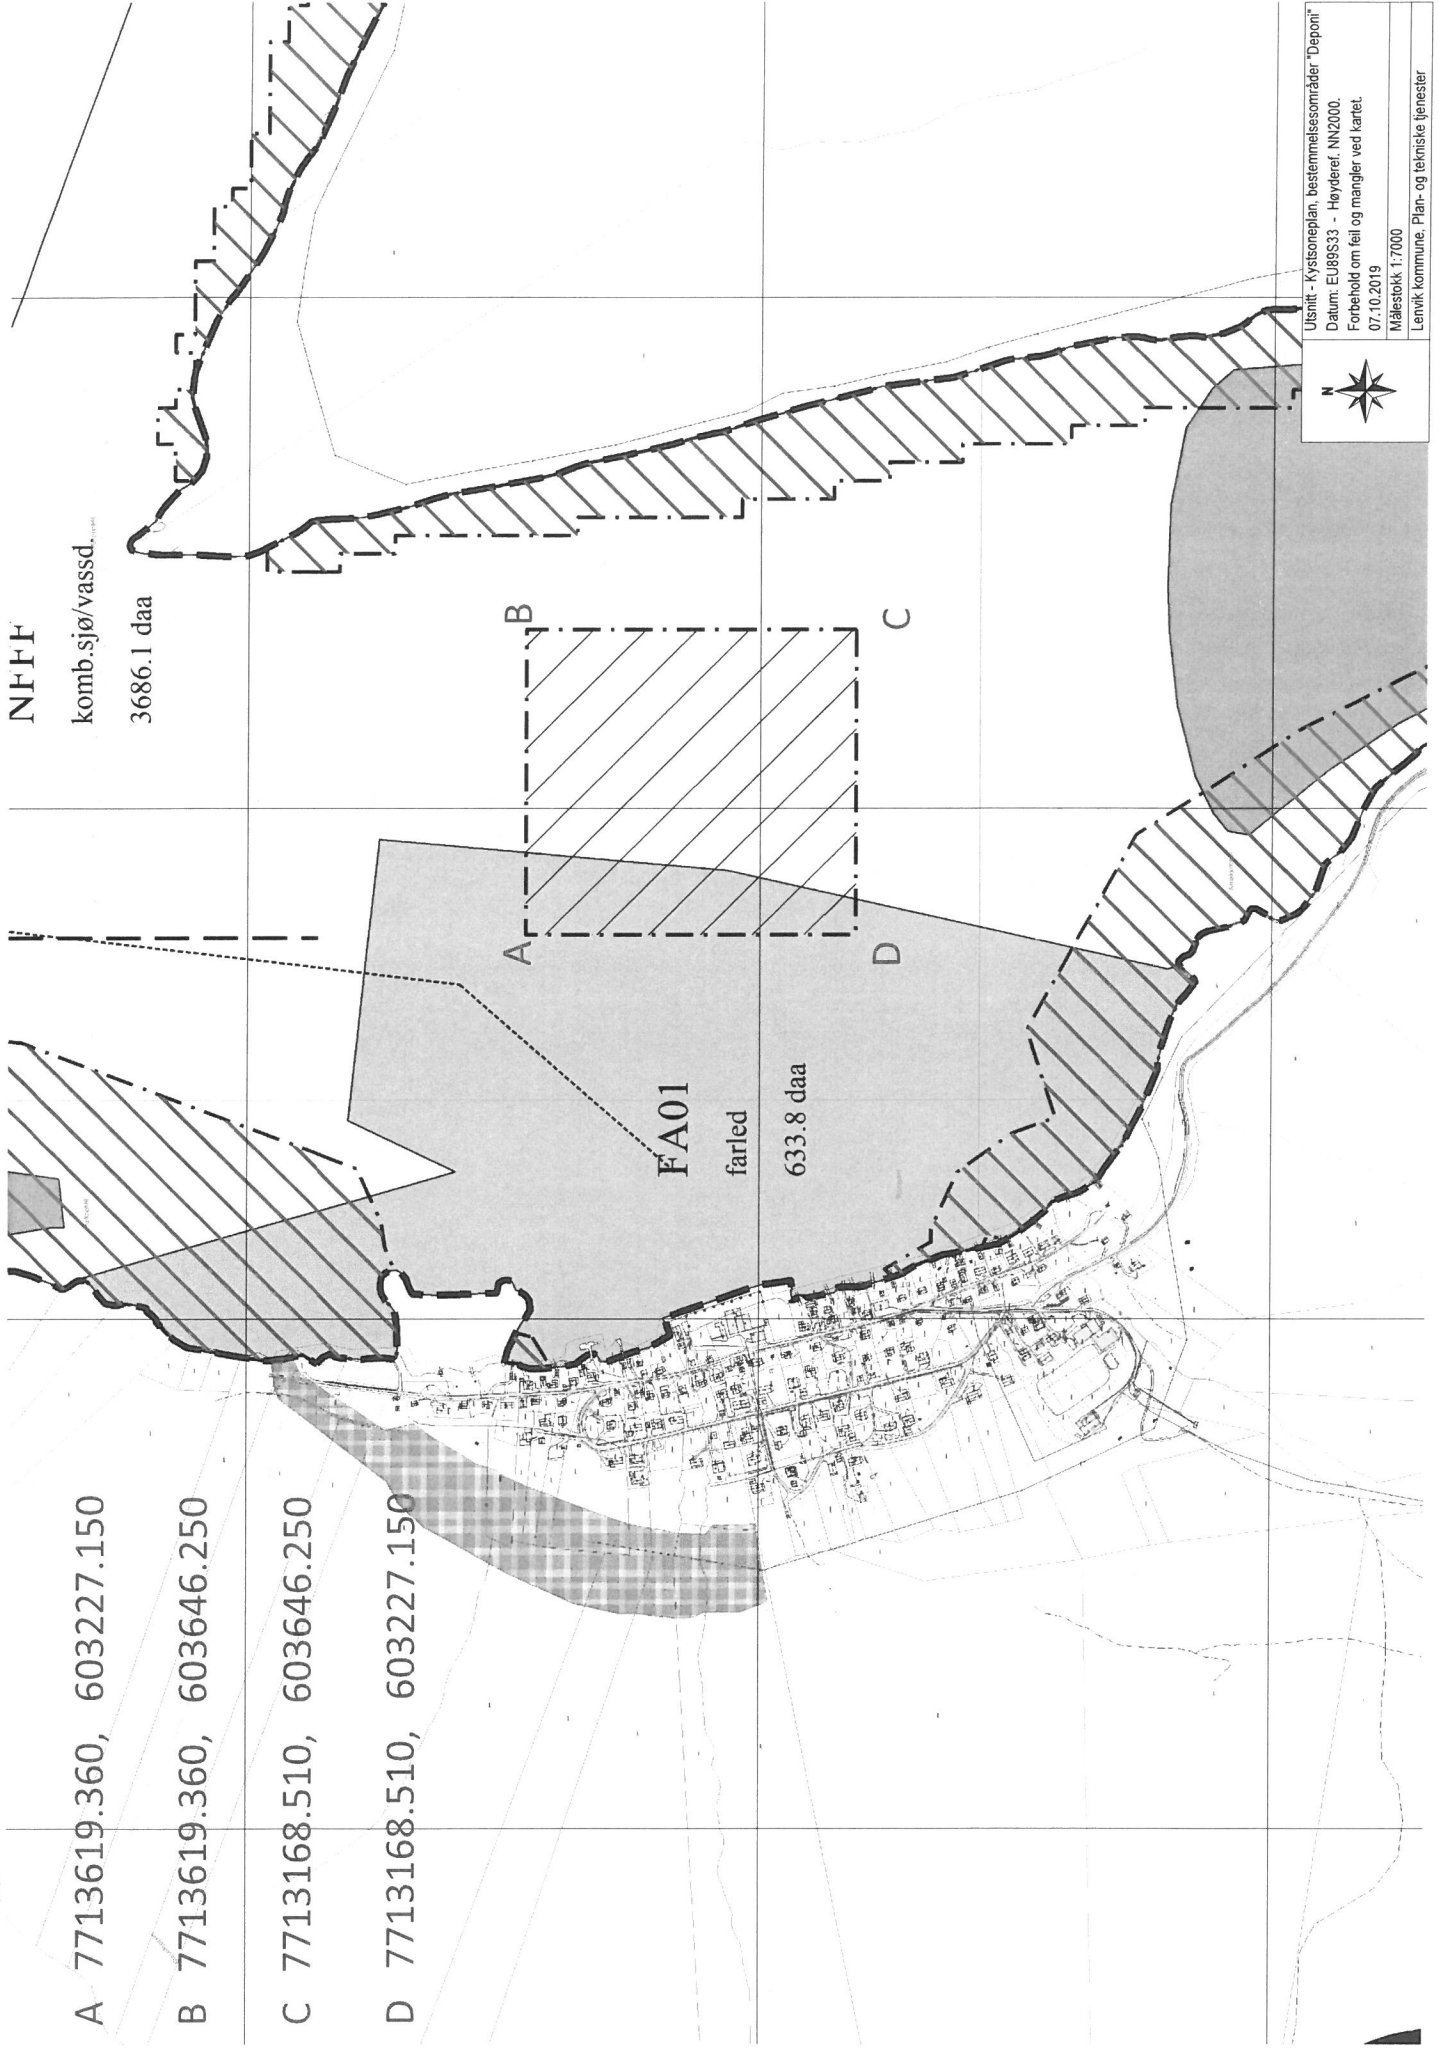 A 7713619.360, 603227.150
B 7713619.360, 603646.250
C 7713168.510, 603646.250
D 7713168.510, 603227.150
NFFF
komb.sjø/vassd.
3686.1 daa
A
B
C
D
FA01
farled
633.8 daa
N
Utsnitt - Kystsoneplan, bestemmelsesområder "Deponi"
Datum: EU89S33 - Høyderef. NN2000.
Forbehold om feil og mangler ved kartet.
07.10.2019
Målestokk 1:7000
Lenvik kommune, Plan- og tekniske tjenester